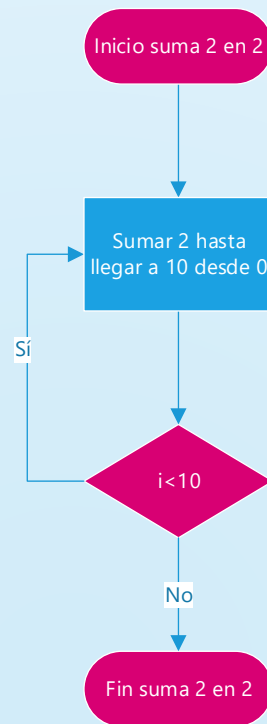 Inicio suma 2 en 2
Sumar 2 hasta
llegar a 10 desde 0
Sí
i<10
No
Fin suma 2 en 2